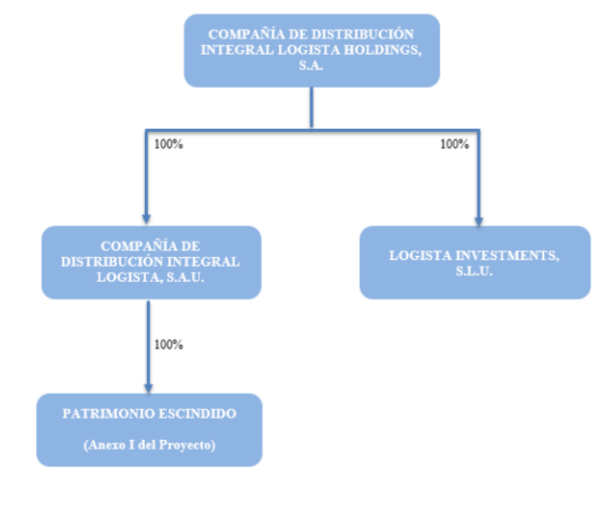 COMPAÑÍA DE DISTRIBUCIÓN
INTEGRAL LOGISTA HOLDINGS,
S.A.
100%
100%
COMPAÑÍA DE
DISTRIBUCIÓN INTEGRAL
LOGISTA, S.A.U.
LOGISTA INVESTMENTS,
S.L.U.
100%
PATRIMONIO ESCINDIDO
(Anexo I del Proyecto)